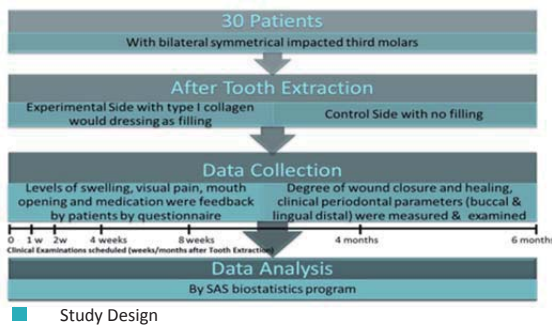 30 Patients
With bilateral symmetrical impacted third molars
After Tooth Extraction
Experimental Side with type I collagen
would dressing as filling
Control Side with no filling
Data Collection
Levels of swelling, visual pain, mouth
opening and medication were feedback
by patients by questionnaire
Degree of wound closure and healing,
clinical periodontal parameters (buccal &
lingual distal) were measured & examined
0 1 w 2w 4 weeks 8 weeks 4 months 6 months
Clinical Examinations scheduled (weeks/months after Tooth Extraction)
Data Analysis
By SAS biostatistics program
Study Design